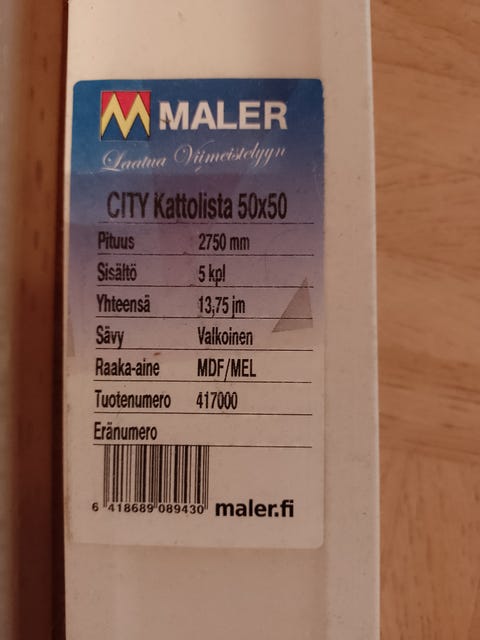 MALER
Laatua Viimeistelyyn
CITY Kattolista 50x50
Pituus 2750 mm
Sisältö 5 kpl
Yhteensä 13,75 jm
Sävy Valkoinen
Raaka-aine MDF/MEL
Tuotenumero 417000
Eränumero
6 418689 089430 maler.fi